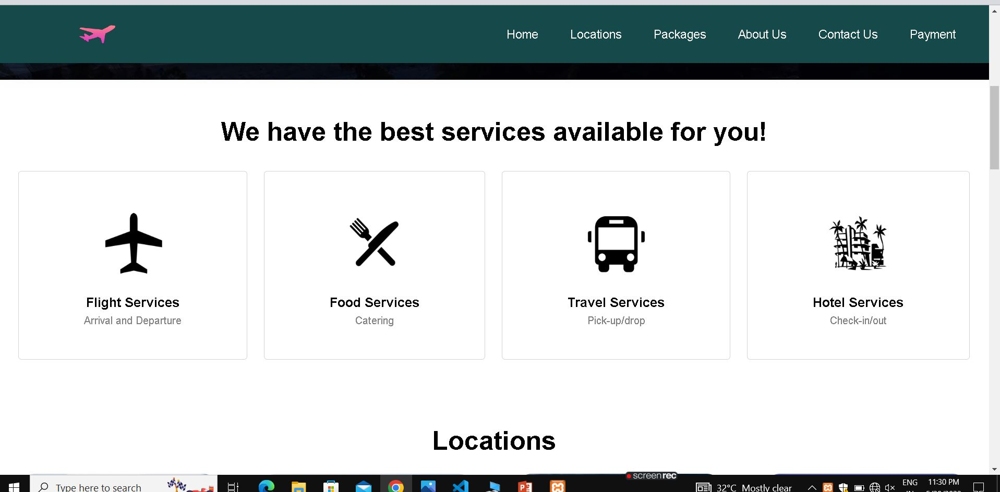 Home Locations Packages About Us Contact Us Payment
We have the best services available for you!
Flight Services
Arrival and Departure
Food Services
Catering
Travel Services
Pick-up/drop
Hotel Services
Check-in/out
Locations
screenrec
Type here to search
32°C Mostly clear
ENG
11:30 PM